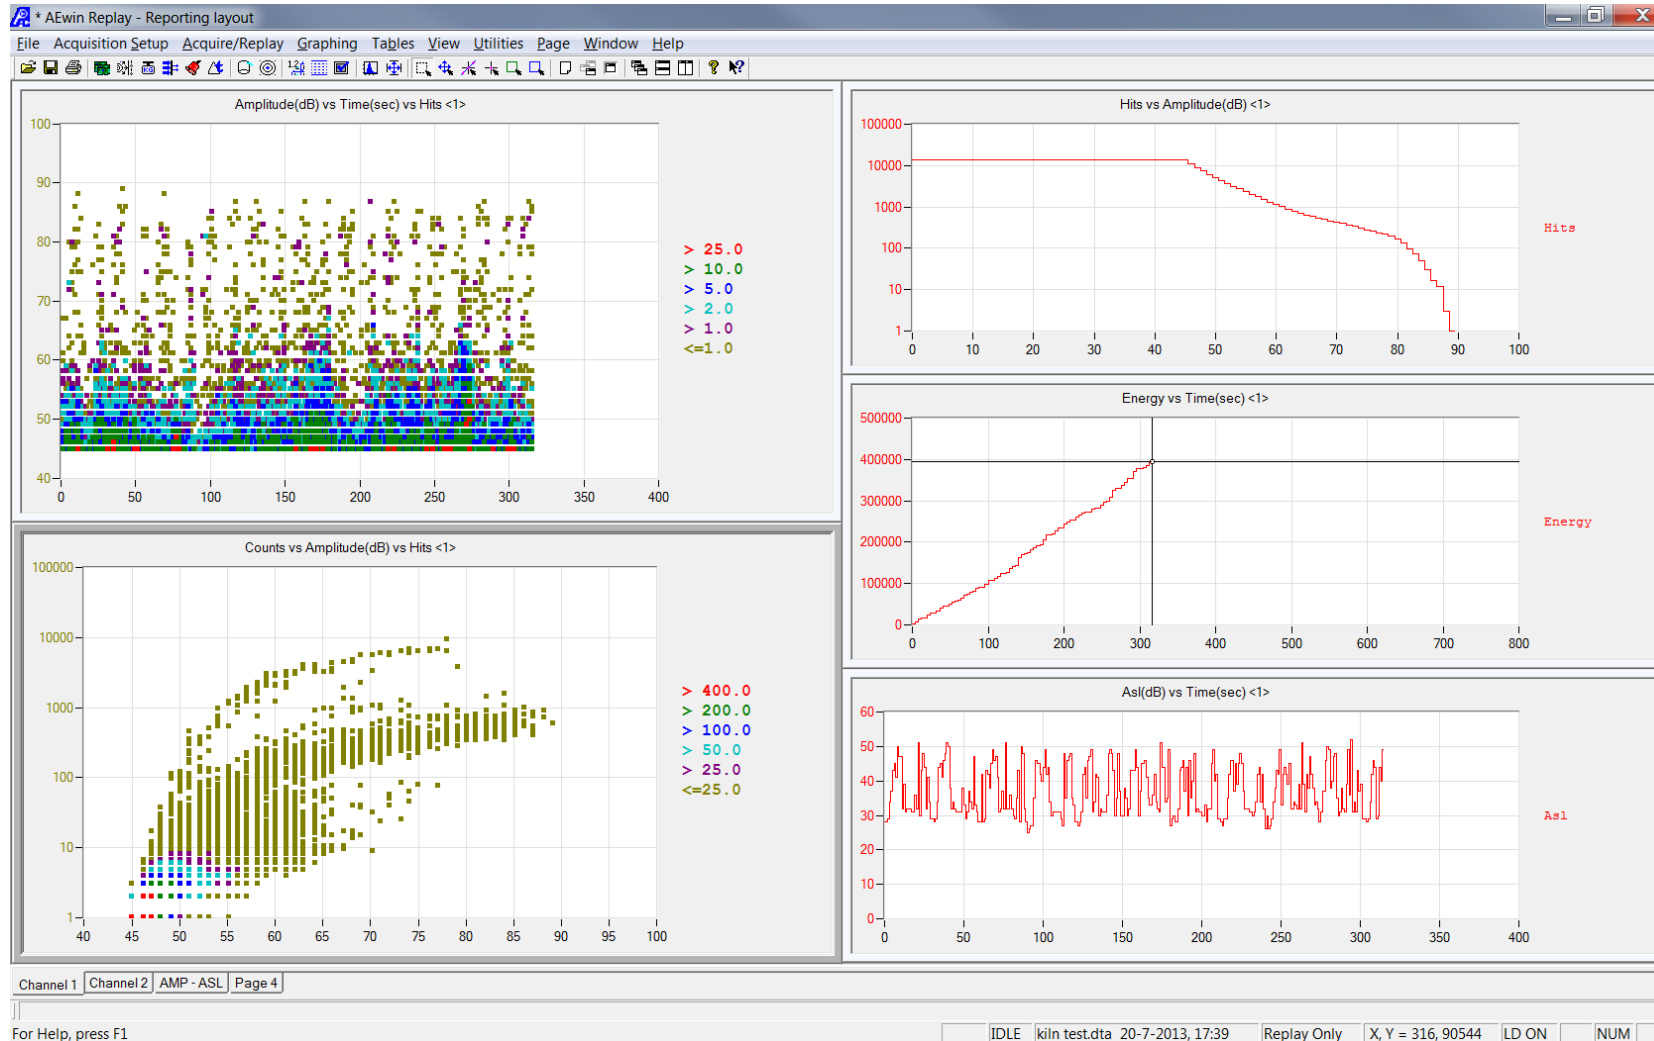 * AEwin Replay - Reporting layout
File Acquisition Setup Acquire/Replay Graphing Tables View Utilities Page Window Help
Amplitude(dB) vs Time(sec) vs Hits <1>
100
90
80
70
60
50
40
0 50 100 150 200 250 300 350 400
> 25.0
> 10.0
> 5.0
> 2.0
> 1.0
<=1.0
Counts vs Amplitude(dB) vs Hits <1>
100000
10000
1000
100
10
1
40 45 50 55 60 65 70 75 80 85 90 95 100
> 400.0
> 200.0
> 100.0
> 50.0
> 25.0
<=25.0
Hits vs Amplitude(dB) <1>
100000
10000
1000
100
10
1
0 10 20 30 40 50 60 70 80 90 100
Hits
Energy vs Time(sec) <1>
500000
400000
300000
200000
100000
0
0 100 200 300 400 500 600 700 800
Energy
Asl(dB) vs Time(sec) <1>
60
50
40
30
20
10
0
0 50 100 150 200 250 300 350 400
Asl
Channel 1 Channel 2 AMP - ASL Page 4
For Help, press F1 IDLE kiln test.dta 20-7-2013, 17:39 Replay Only X, Y = 316, 90544 LD ON NUM